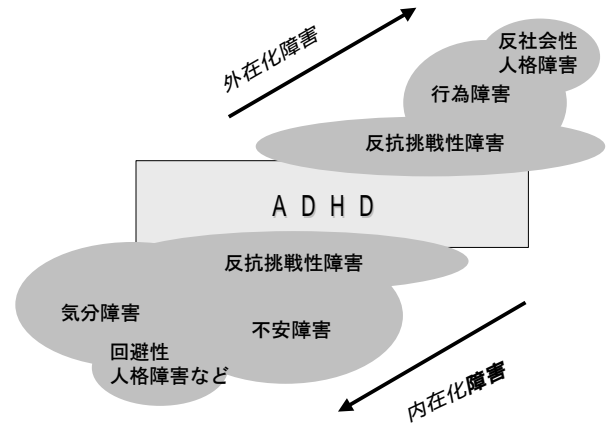 外在化障害
反社会性
人格障害
行為障害
反抗挑戦性障害
ADHD
反抗挑戦性障害
気分障害
不安障害
回避性
人格障害など
内在化障害